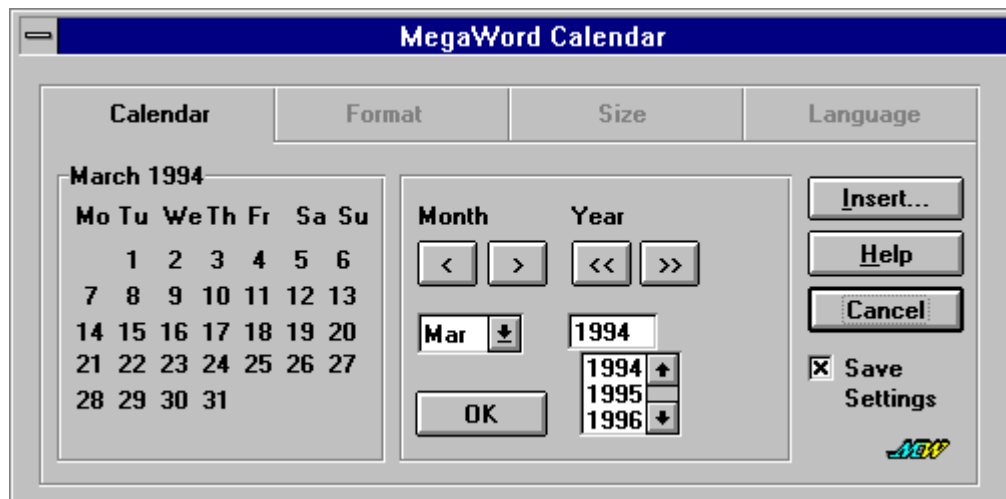 MegaWord Calendar
Calendar Format Size Language
March 1994
Mo Tu We Th Fr Sa Su
1 2 3 4 5 6
7 8 9 10 11 12 13
14 15 16 17 18 19 20
21 22 23 24 25 26 27
28 29 30 31
Month Year
< > << >>
Mar 1994
1994
1995
1996
OK
Insert...
Help
Cancel
Save
Settings
NEW